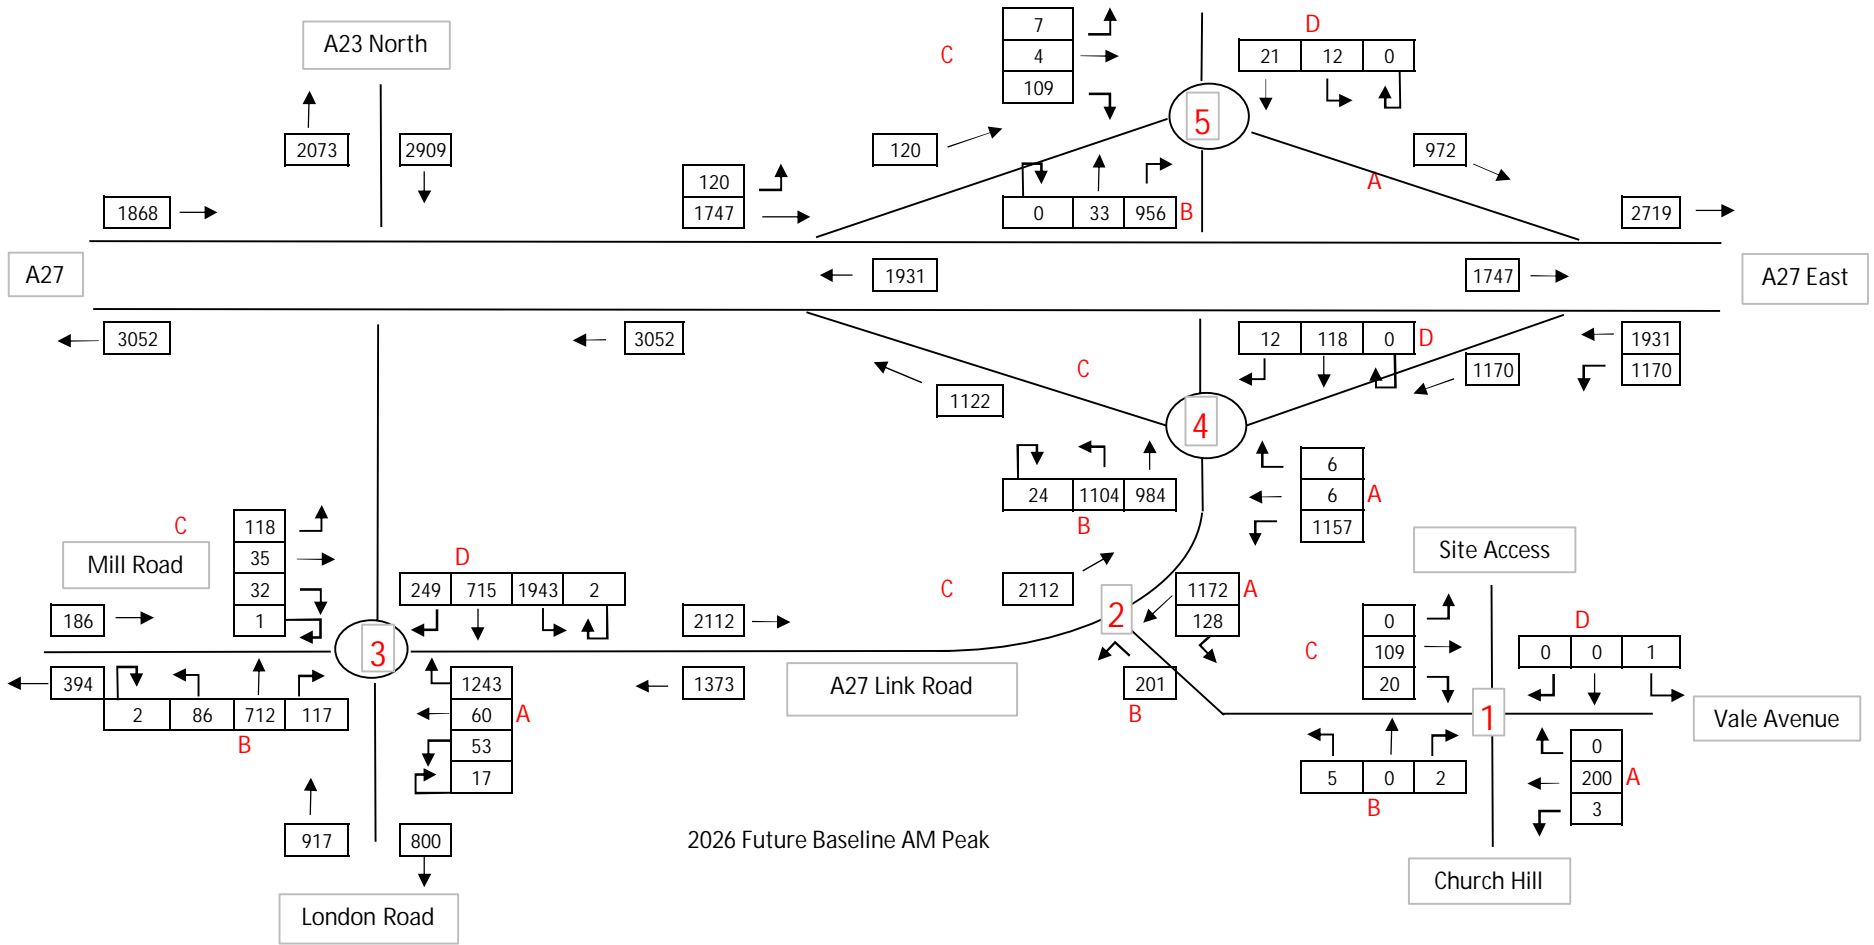 7
D
A23 North
C
4
21 12 0
109
5
2073
2909
120
972
120
A
1868
1747
0 33 956 B
2719
A27
1931
1747
A27 East
3052
3052
12 118 0 D
1931
C
1170
1170
1122
4
6
24 1104 984
6 A
B
1157
C
118
Site Access
D
Mill Road
35
249 715 1943 2
C
2112
1172 A
32
2
128
0
D
186
1
2112
C
109
0 0 1
3
20
394
1243
1373
A27 Link Road
201
2 86 712 117
60 A
B
1
Vale Avenue
B
53
0
17
5 0 2
200 A
B
3
917
800
2026 Future Baseline AM Peak
Church Hill
London Road